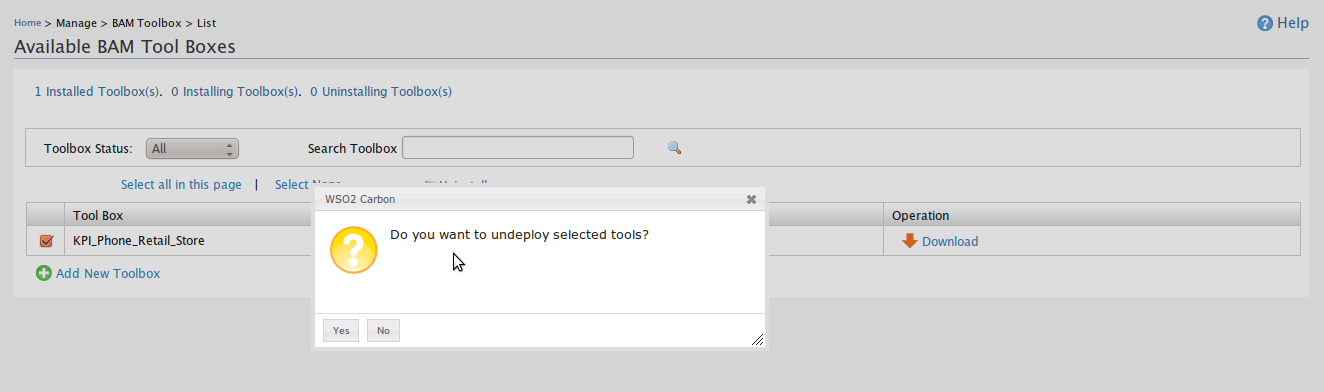 Home > Manage > BAM Toolbox > List
Help
Available BAM Tool Boxes
1 Installed Toolbox(s). 0 Installing Toolbox(s). 0 Uninstalling Toolbox(s)
Toolbox Status: All Search Toolbox
Select all in this page | Select None Uninstall
WSO2 Carbon
Tool Box Operation
Do you want to undeploy selected tools?
KPI_Phone_Retail_Store Download
Add New Toolbox
Yes No